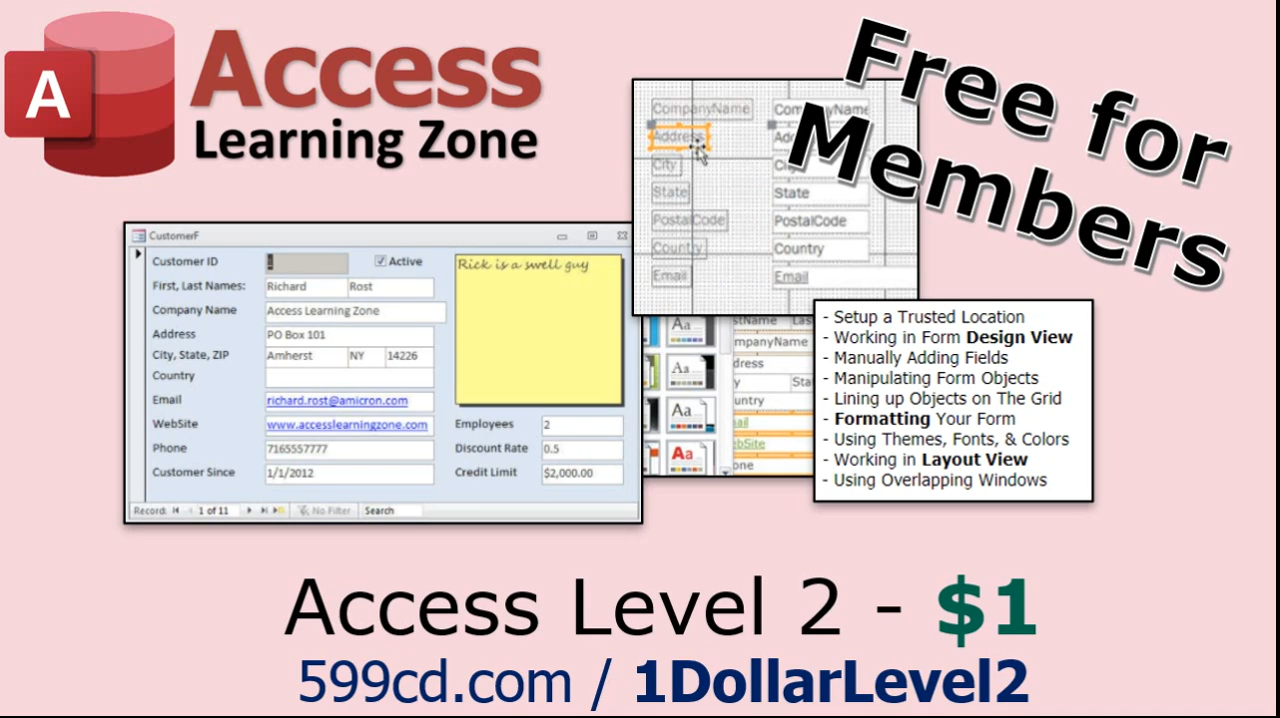 A
Access
Learning Zone
Free for
Members
CompanyName CompanyName
Address
City
State State
PostalCode PostalCode
Country Country
Email Email
CustomerF
Customer ID
Active
Rick is a swell guy
First, Last Names: Richard Rost
Company Name Access Learning Zone
Address PO Box 101
City, State, ZIP Amherst NY 14226
Country
Email richard.rost@amicron.com
WebSite www.accesslearningzone.com
Phone 7165557777
Customer Since 1/1/2012
Employees 2
Discount Rate 0.5
Credit Limit $2,000.00
Record: 1 of 11 No Filter Search
Aa
Aa
Aa
Aa
- Setup a Trusted Location
- Working in Form Design View
- Manually Adding Fields
- Manipulating Form Objects
- Lining up Objects on The Grid
- Formatting Your Form
- Using Themes, Fonts, & Colors
- Working in Layout View
- Using Overlapping Windows
Access Level 2 - $1
599cd.com / 1DollarLevel2